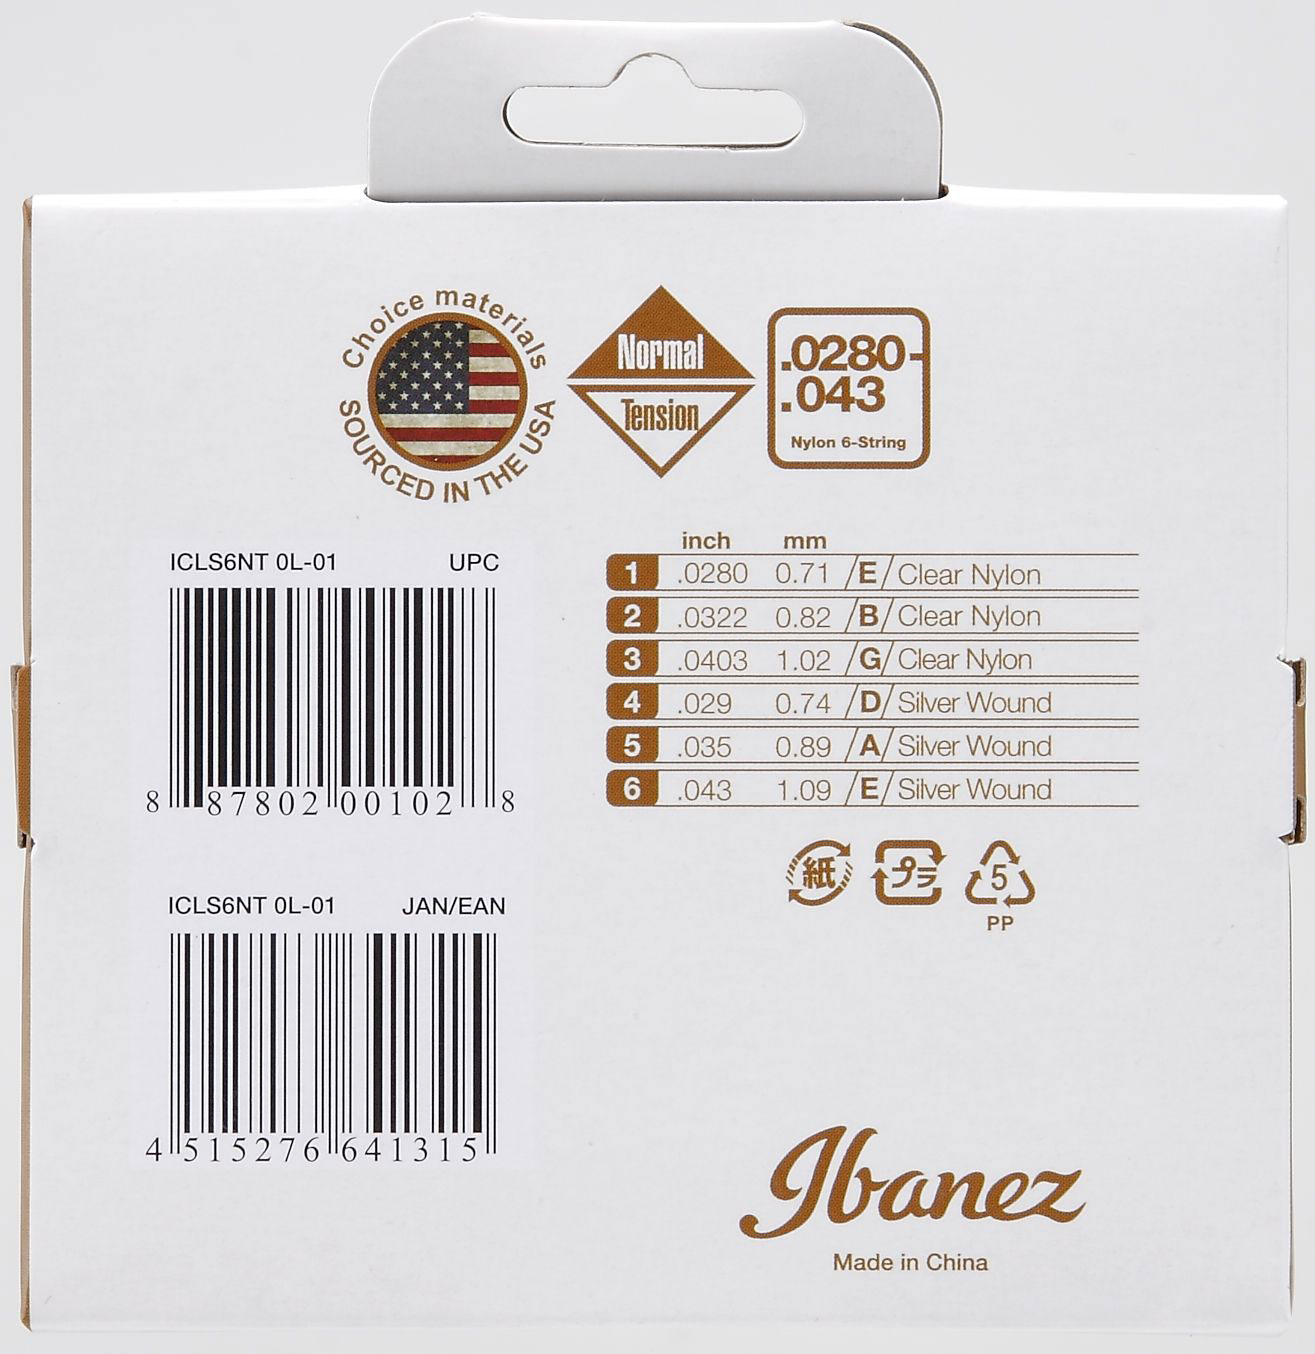 Choice materials
SOURCED IN THE USA
Normal
Tension
.0280-
.043
Nylon 6-String
ICLS6NT 0L-01 UPC
8 87802 00102 8
ICLS6NT 0L-01 JAN/EAN
4 515276 641315
inch mm
1 .0280 0.71 /E/ Clear Nylon
2 .0322 0.82 /B/ Clear Nylon
3 .0403 1.02 /G/ Clear Nylon
4 .029 0.74 /D/ Silver Wound
5 .035 0.89 /A/ Silver Wound
6 .043 1.09 /E/ Silver Wound
紙 プラ 5
PP
Ibanez
Made in China